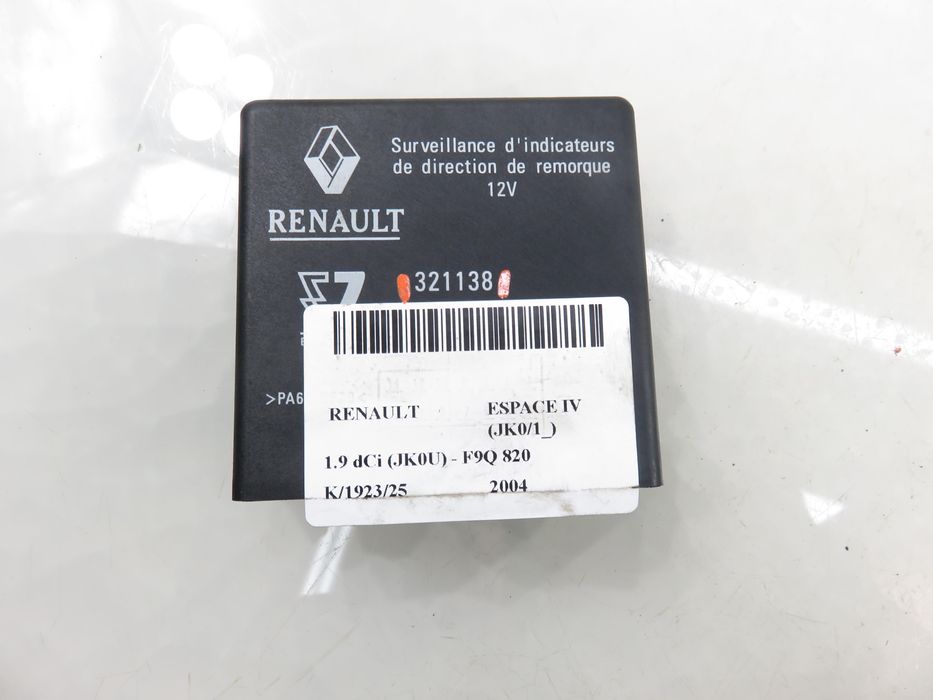 Surveillance d'indicateurs
de direction de remorque
12V
RENAULT
321138
>PA6
RENAULT ESPACE IV
(JK0/1_)
1.9 dCi (JK0U) - F9Q 820
K/1923/25 2004